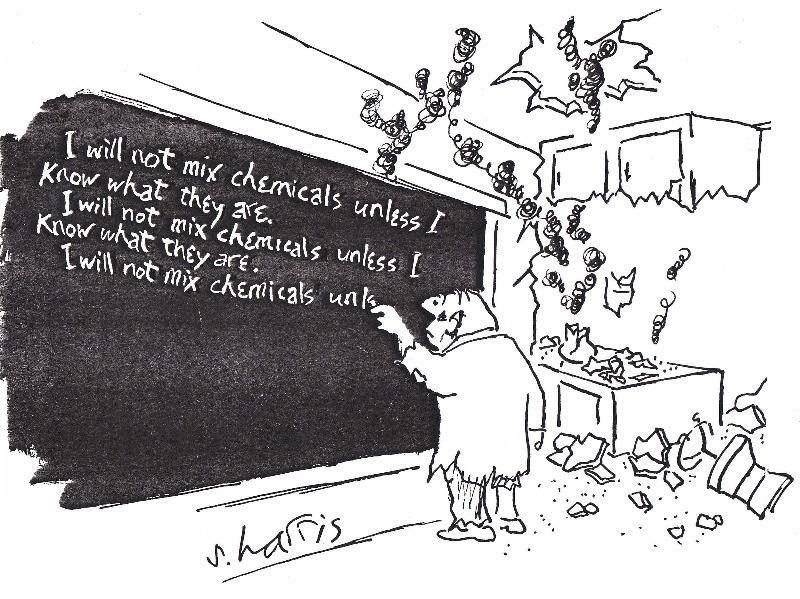 I will not mix chemicals unless I
Know what they are.
I will not mix chemicals unless I
Know what they are.
I will not mix chemicals unle
s. harris